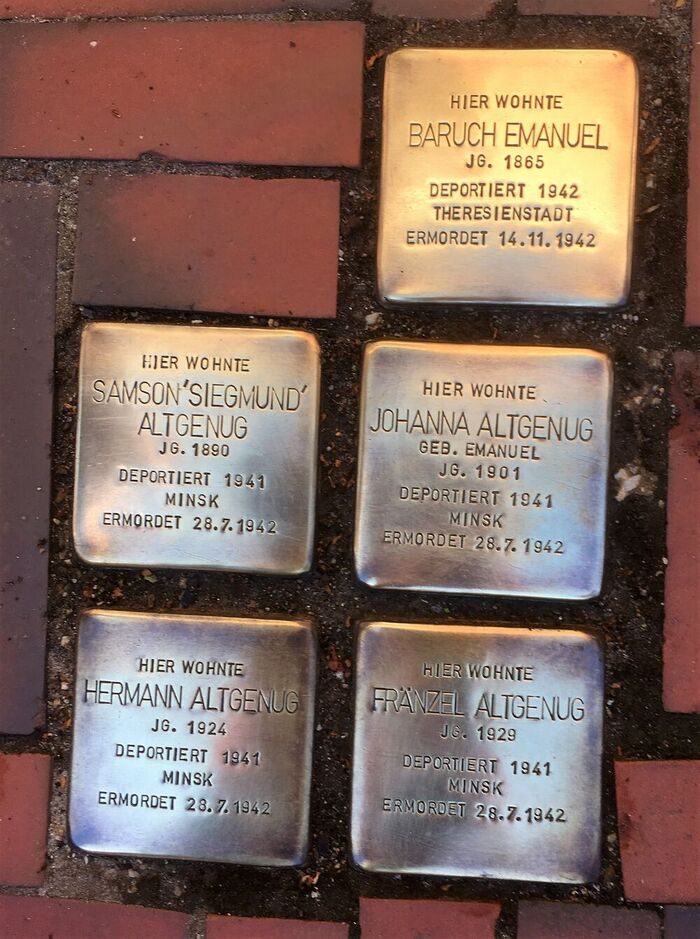 HIER WOHNTE
BARUCH EMANUEL
JG. 1865
DEPORTIERT 1942
THERESIENSTADT
ERMORDET 14.11.1942
HIER WOHNTE
SAMSON 'SIEGMUND'
ALTGENUG
JG. 1890
DEPORTIERT 1941
MINSK
ERMORDET 28.7.1942
HIER WOHNTE
JOHANNA ALTGENUG
GEB. EMANUEL
JG. 1901
DEPORTIERT 1941
MINSK
ERMORDET 28.7.1942
HIER WOHNTE
HERMANN ALTGENUG
JG. 1924
DEPORTIERT 1941
MINSK
ERMORDET 28.7.1942
HIER WOHNTE
FRÄNZEL ALTGENUG
JG. 1929
DEPORTIERT 1941
MINSK
ERMORDET 28.7.1942